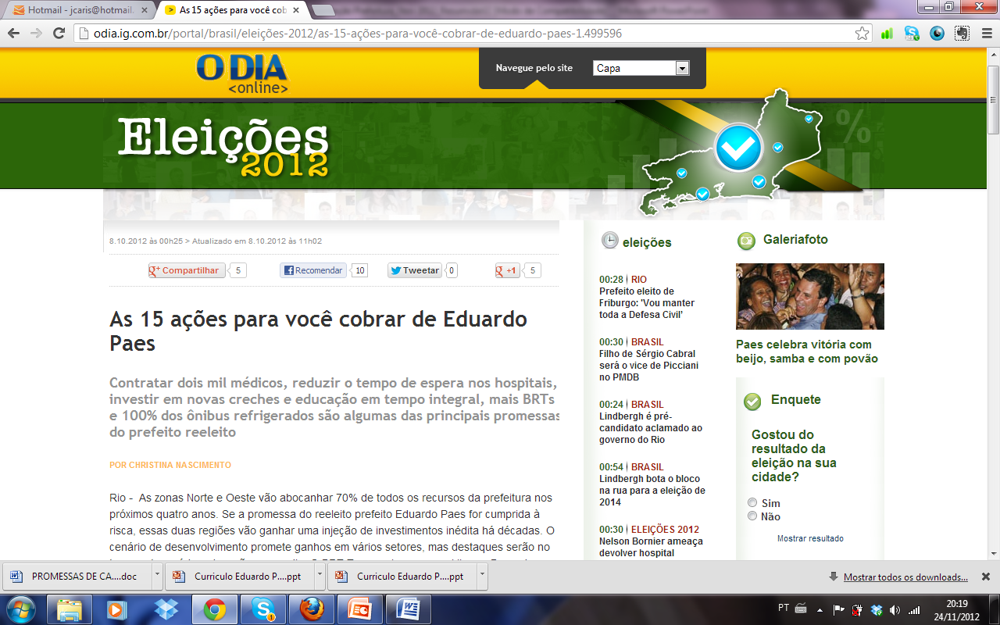 Hotmail - jcaris@hotmail.
As 15 ações para você cob
odia.ig.com.br/portal/brasil/eleições-2012/as-15-ações-para-você-cobrar-de-eduardo-paes-1.499596
O DIA
<online>
Navegue pelo site
Capa
Eleições
2012
%
8.10.2012 às 00h25 > Atualizado em 8.10.2012 às 11h02
Compartilhar 5
Recomendar 10
Tweetar 0
+1 5
As 15 ações para você cobrar de Eduardo
Paes
Contratar dois mil médicos, reduzir o tempo de espera nos hospitais,
investir em novas creches e educação em tempo integral, mais BRTs
e 100% dos ônibus refrigerados são algumas das principais promessas
do prefeito reeleito
POR CHRISTINA NASCIMENTO
Rio - As zonas Norte e Oeste vão abocanhar 70% de todos os recursos da prefeitura nos
próximos quatro anos. Se a promessa do reeleito prefeito Eduardo Paes for cumprida à
risca, essas duas regiões vão ganhar uma injeção de investimentos inédita há décadas. O
cenário de desenvolvimento promete ganhos em vários setores, mas destaques serão no
eleições
00:28 | RIO
Prefeito eleito de
Friburgo: 'Vou manter
toda a Defesa Civil'
00:30 | BRASIL
Filho de Sérgio Cabral
será o vice de Picciani
no PMDB
00:24 | BRASIL
Lindbergh é pré-
candidato aclamado ao
governo do Rio
00:54 | BRASIL
Lindbergh bota o bloco
na rua para a eleição de
2014
00:30 | ELEIÇÕES 2012
Nelson Bornier ameaça
devolver hospital
Galeriafoto
Paes celebra vitória com
beijo, samba e com povão
Enquete
Gostou do
resultado da
eleição na sua
cidade?
Sim
Não
Mostrar resultado
PROMESSAS DE CA....doc
Curriculo Eduardo P....ppt
Curriculo Eduardo P....ppt
Mostrar todos os downloads...
PT
20:19
24/11/2012